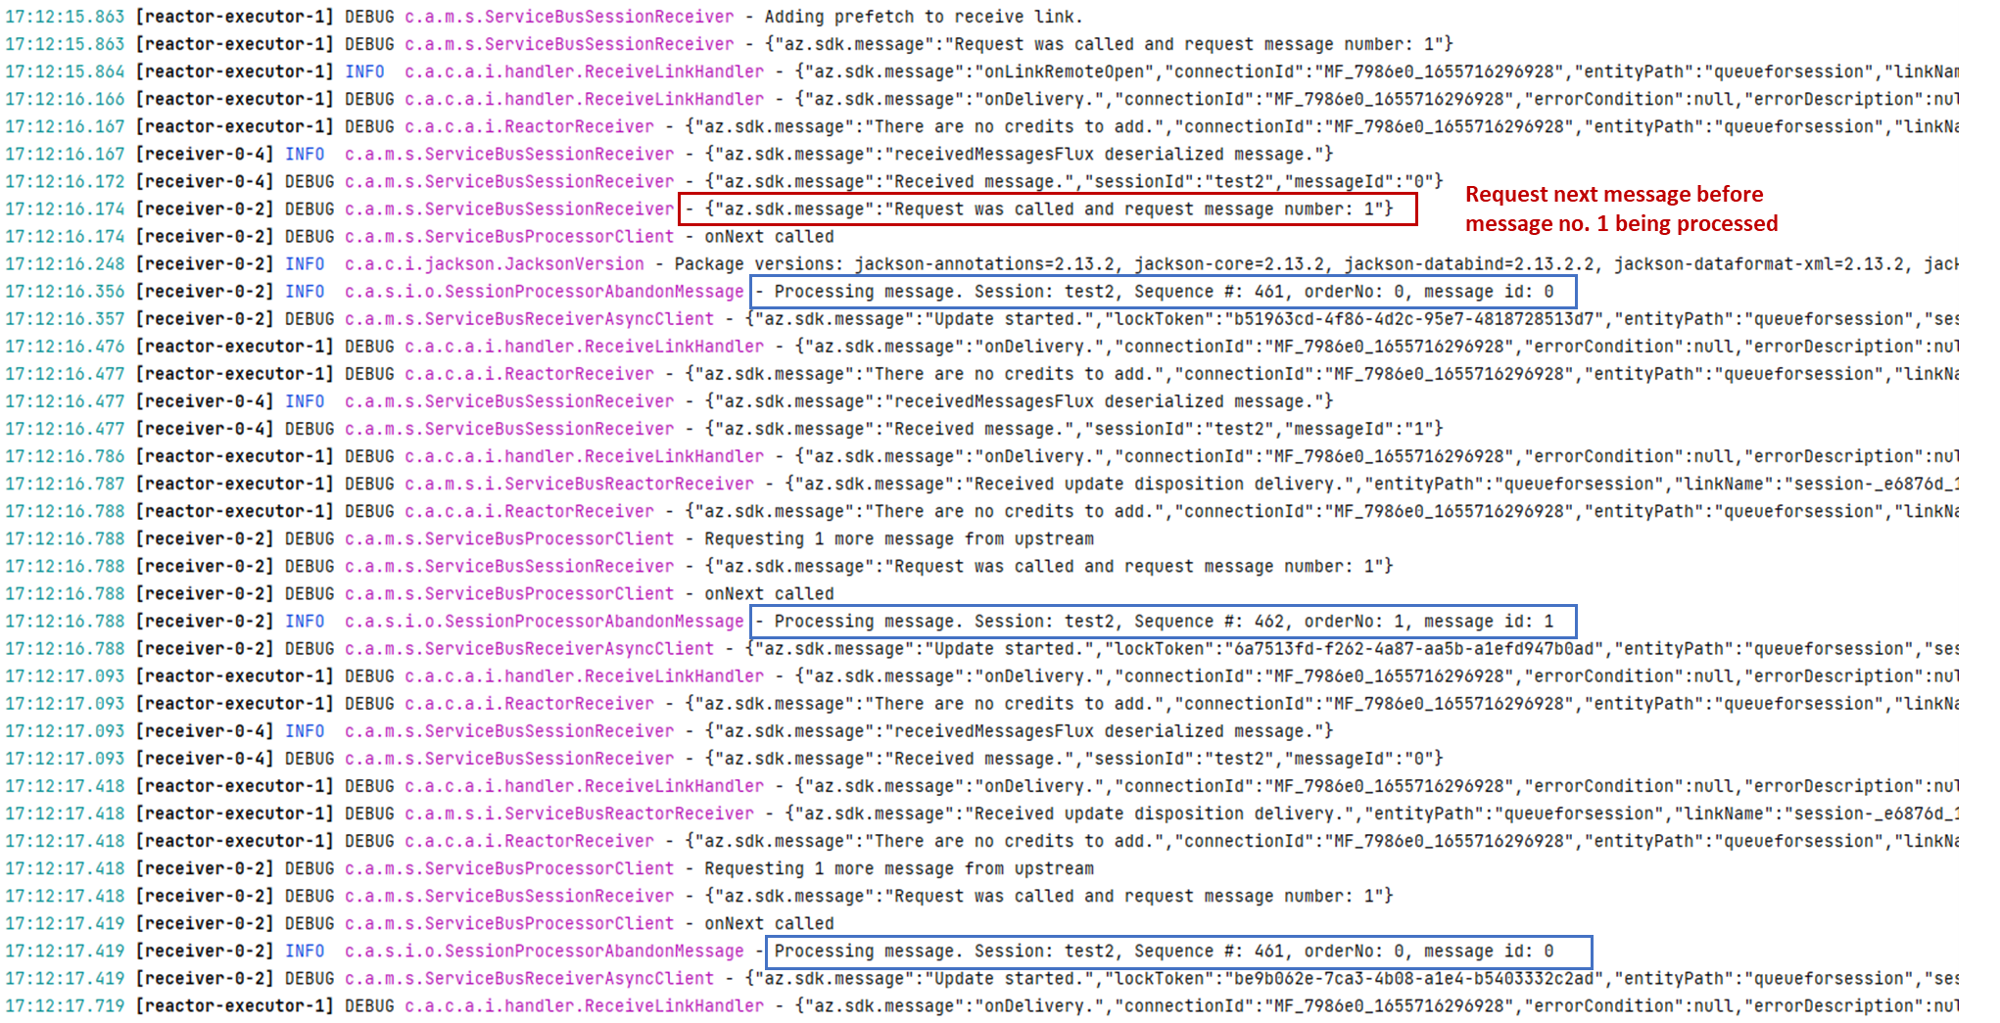 17:12:15.863 [reactor-executor-1] DEBUG c.a.m.s.ServiceBusSessionReceiver - Adding prefetch to receive link.
17:12:15.863 [reactor-executor-1] DEBUG c.a.m.s.ServiceBusSessionReceiver - {"az.sdk.message":"Request was called and request message number: 1"}
17:12:15.864 [reactor-executor-1] INFO  c.a.c.a.i.handler.ReceiveLinkHandler - {"az.sdk.message":"onLinkRemoteOpen","connectionId":"MF_7986e0_1655716296928","entityPath":"queueforsession","linkNam
17:12:16.166 [reactor-executor-1] DEBUG c.a.c.a.i.handler.ReceiveLinkHandler - {"az.sdk.message":"onDelivery.","connectionId":"MF_7986e0_1655716296928","errorCondition":null,"errorDescription":nul
17:12:16.167 [reactor-executor-1] DEBUG c.a.c.a.i.ReactorReceiver - {"az.sdk.message":"There are no credits to add.","connectionId":"MF_7986e0_1655716296928","entityPath":"queueforsession","linkNa
17:12:16.167 [receiver-0-4] INFO  c.a.m.s.ServiceBusSessionReceiver - {"az.sdk.message":"receivedMessagesFlux deserialized message."}
17:12:16.172 [receiver-0-4] DEBUG c.a.m.s.ServiceBusSessionReceiver - {"az.sdk.message":"Received message.","sessionId":"test2","messageId":"0"}
17:12:16.174 [receiver-0-2] DEBUG c.a.m.s.ServiceBusSessionReceiver - {"az.sdk.message":"Request was called and request message number: 1"}
Request next message before
message no. 1 being processed
17:12:16.174 [receiver-0-2] DEBUG c.a.m.s.ServiceBusProcessorClient - onNext called
17:12:16.248 [receiver-0-2] INFO  c.a.c.i.jackson.JacksonVersion - Package versions: jackson-annotations=2.13.2, jackson-core=2.13.2, jackson-databind=2.13.2.2, jackson-dataformat-xml=2.13.2, jack
17:12:16.356 [receiver-0-2] INFO  c.a.s.i.o.SessionProcessorAbandonMessage - Processing message. Session: test2, Sequence #: 461, orderNo: 0, message id: 0
17:12:16.357 [receiver-0-2] DEBUG c.a.m.s.ServiceBusReceiverAsyncClient - {"az.sdk.message":"Update started.","lockToken":"b51963cd-4f86-4d2c-95e7-4818728513d7","entityPath":"queueforsession","ses
17:12:16.476 [reactor-executor-1] DEBUG c.a.c.a.i.handler.ReceiveLinkHandler - {"az.sdk.message":"onDelivery.","connectionId":"MF_7986e0_1655716296928","errorCondition":null,"errorDescription":nul
17:12:16.477 [reactor-executor-1] DEBUG c.a.c.a.i.ReactorReceiver - {"az.sdk.message":"There are no credits to add.","connectionId":"MF_7986e0_1655716296928","entityPath":"queueforsession","linkNa
17:12:16.477 [receiver-0-4] INFO  c.a.m.s.ServiceBusSessionReceiver - {"az.sdk.message":"receivedMessagesFlux deserialized message."}
17:12:16.477 [receiver-0-4] DEBUG c.a.m.s.ServiceBusSessionReceiver - {"az.sdk.message":"Received message.","sessionId":"test2","messageId":"1"}
17:12:16.786 [reactor-executor-1] DEBUG c.a.c.a.i.handler.ReceiveLinkHandler - {"az.sdk.message":"onDelivery.","connectionId":"MF_7986e0_1655716296928","errorCondition":null,"errorDescription":nul
17:12:16.787 [reactor-executor-1] DEBUG c.a.m.s.i.ServiceBusReactorReceiver - {"az.sdk.message":"Received update disposition delivery.","entityPath":"queueforsession","linkName":"session-_e6876d_1
17:12:16.788 [reactor-executor-1] DEBUG c.a.c.a.i.ReactorReceiver - {"az.sdk.message":"There are no credits to add.","connectionId":"MF_7986e0_1655716296928","entityPath":"queueforsession","linkNa
17:12:16.788 [receiver-0-2] DEBUG c.a.m.s.ServiceBusProcessorClient - Requesting 1 more message from upstream
17:12:16.788 [receiver-0-2] DEBUG c.a.m.s.ServiceBusSessionReceiver - {"az.sdk.message":"Request was called and request message number: 1"}
17:12:16.788 [receiver-0-2] DEBUG c.a.m.s.ServiceBusProcessorClient - onNext called
17:12:16.788 [receiver-0-2] INFO  c.a.s.i.o.SessionProcessorAbandonMessage - Processing message. Session: test2, Sequence #: 462, orderNo: 1, message id: 1
17:12:16.788 [receiver-0-2] DEBUG c.a.m.s.ServiceBusReceiverAsyncClient - {"az.sdk.message":"Update started.","lockToken":"6a7513fd-f262-4a87-aa5b-a1efd947b0ad","entityPath":"queueforsession","ses
17:12:17.093 [reactor-executor-1] DEBUG c.a.c.a.i.handler.ReceiveLinkHandler - {"az.sdk.message":"onDelivery.","connectionId":"MF_7986e0_1655716296928","errorCondition":null,"errorDescription":nul
17:12:17.093 [reactor-executor-1] DEBUG c.a.c.a.i.ReactorReceiver - {"az.sdk.message":"There are no credits to add.","connectionId":"MF_7986e0_1655716296928","entityPath":"queueforsession","linkNa
17:12:17.093 [receiver-0-4] INFO  c.a.m.s.ServiceBusSessionReceiver - {"az.sdk.message":"receivedMessagesFlux deserialized message."}
17:12:17.093 [receiver-0-4] DEBUG c.a.m.s.ServiceBusSessionReceiver - {"az.sdk.message":"Received message.","sessionId":"test2","messageId":"0"}
17:12:17.418 [reactor-executor-1] DEBUG c.a.c.a.i.handler.ReceiveLinkHandler - {"az.sdk.message":"onDelivery.","connectionId":"MF_7986e0_1655716296928","errorCondition":null,"errorDescription":nul
17:12:17.418 [reactor-executor-1] DEBUG c.a.m.s.i.ServiceBusReactorReceiver - {"az.sdk.message":"Received update disposition delivery.","entityPath":"queueforsession","linkName":"session-_e6876d_1
17:12:17.418 [reactor-executor-1] DEBUG c.a.c.a.i.ReactorReceiver - {"az.sdk.message":"There are no credits to add.","connectionId":"MF_7986e0_1655716296928","entityPath":"queueforsession","linkNa
17:12:17.418 [receiver-0-2] DEBUG c.a.m.s.ServiceBusProcessorClient - Requesting 1 more message from upstream
17:12:17.418 [receiver-0-2] DEBUG c.a.m.s.ServiceBusSessionReceiver - {"az.sdk.message":"Request was called and request message number: 1"}
17:12:17.419 [receiver-0-2] DEBUG c.a.m.s.ServiceBusProcessorClient - onNext called
17:12:17.419 [receiver-0-2] INFO  c.a.s.i.o.SessionProcessorAbandonMessage - Processing message. Session: test2, Sequence #: 461, orderNo: 0, message id: 0
17:12:17.419 [receiver-0-2] DEBUG c.a.m.s.ServiceBusReceiverAsyncClient - {"az.sdk.message":"Update started.","lockToken":"be9b062e-7ca3-4b08-a1e4-b5403332c2ad","entityPath":"queueforsession","ses
17:12:17.719 [reactor-executor-1] DEBUG c.a.c.a.i.handler.ReceiveLinkHandler - {"az.sdk.message":"onDelivery.","connectionId":"MF_7986e0_1655716296928","errorCondition":null,"errorDescription":nul